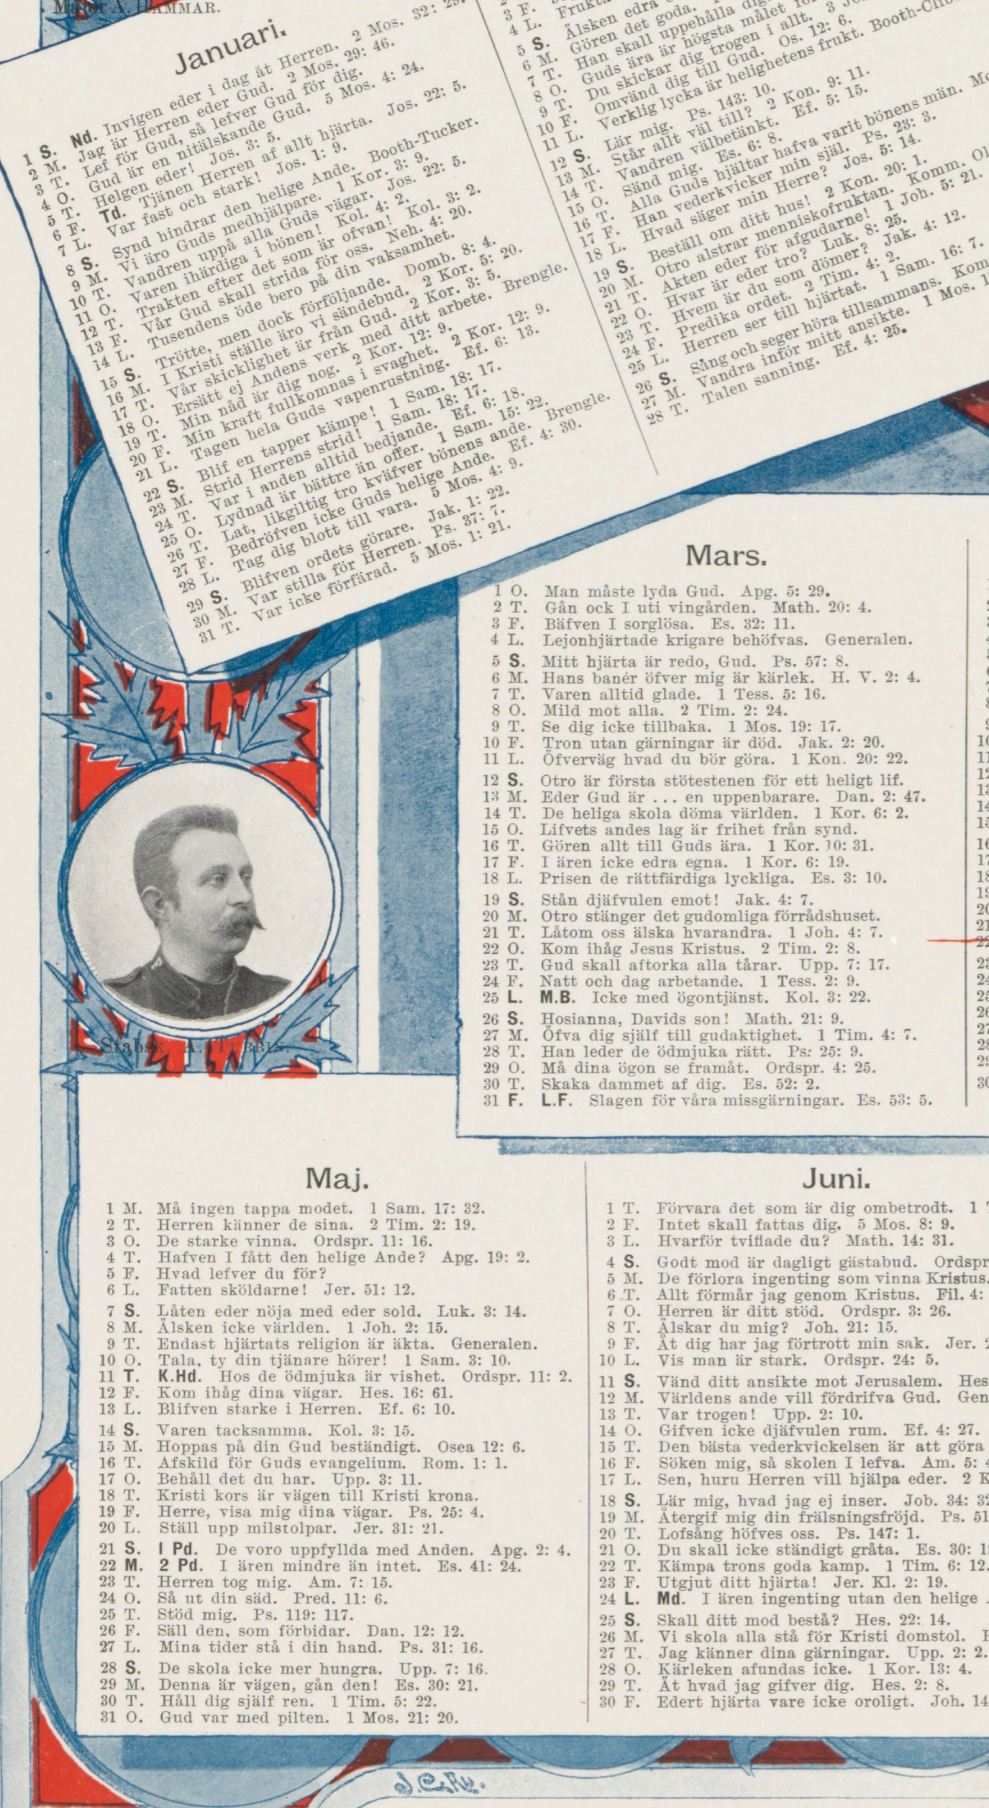 Major A. HAMMAR.
Januari.
1 S. Nd. Invigen eder i dag åt Herren. 2 Mos. 32: 29.
2 M. Jag är Herren eder Gud. 2 Mos. 29: 46.
3 T. Lef för Gud, så lefver Gud för dig.
4 O. Gud är en nitälskande Gud. 5 Mos. 4: 24.
5 T. Helgen eder! Jos. 3: 5.
6 F. Td. Tjänen Herren af allt hjärta. Jos. 22: 5.
7 L. Var fast och stark! Jos. 1: 9.
8 S. Synd hindrar den helige Ande. Booth-Tucker.
9 M. Vi äro Guds medhjälpare. 1 Kor. 3: 9.
10 T. Vandren uppå alla Guds vägar. Jos. 22: 5.
11 O. Varen ihärdiga i bönen! Kol. 4: 2.
12 T. Trakten efter det som är ofvan! Kol. 3: 2.
13 F. Vår Gud skall strida för oss. Neh. 4: 20.
14 L. Tusendens öde bero på din vaksamhet.
15 S. Trötte, men dock förföljande. Domb. 8: 4.
16 M. I Kristi ställe äro vi sändebud. 2 Kor. 5: 20.
17 T. Vår skicklighet är från Gud. 2 Kor. 3: 5.
18 O. Ersätt ej Andens verk med ditt arbete. Brengle.
19 T. Min nåd är dig nog. 2 Kor. 12: 9.
20 F. Min kraft fullkomnas i svaghet. 2 Kor. 12: 9.
21 L. Tagen hela Guds vapenrustning. Ef. 6: 13.
22 S. Blif en tapper kämpe! 1 Sam. 18: 17.
23 M. Strid Herrens strid! 1 Sam. 18: 17.
24 T. Var i anden alltid bedjande. Ef. 6: 18.
25 O. Lydnad är bättre än offer. 1 Sam. 15: 22.
26 T. Lat, likgiltig tro kväfver bönens ande. Brengle.
27 F. Bedröfven icke Guds helige Ande. Ef. 4: 30.
28 L. Tag dig blott till vara. 5 Mos. 4: 9.
29 S. Blifven ordets görare. Jak. 1: 22.
30 M. Var stilla för Herren. Ps. 37: 7.
31 T. Var icke förfärad. 5 Mos. 1: 21.
3 F.
4 L. Frukta
5 S. Älsken edra
6 M. Gören det goda.
7 T. Han skall uppehålla dig.
8 O. Guds ära är högsta målet för
9 T. Du skickar dig trogen i allt. 3 Jo
10 F. Omvänd dig till Gud. Os. 12: 6.
11 L. Verklig lycka är helighetens frukt. Booth-Cli
12 S. Lär mig. Ps. 143: 10.
13 M. Står allt väl till? 2 Kon. 9: 11.
14 T. Vandren välbetänkt. Ef. 5: 15.
15 O. Sänd mig. Es. 6: 8.
16 T. Alla Guds hjältar hafva varit bönens män. Mo
17 F. Han vederkvicker min själ. Ps. 23: 3.
18 L. Hvad säger min Herre? Jos. 5: 14.
19 S. Beställ om ditt hus! 2 Kon. 20: 1.
20 M. Otro alstrar menniskofruktan. Komm. Ol
21 T. Akten eder för afgudarne! 1 Joh. 5: 21.
22 O. Hvar är eder tro? Luk. 8: 25.
23 T. Hvem är du som dömer? Jak. 4: 12.
24 F. Predika ordet. 2 Tim. 4: 2.
25 L. Herren ser till hjärtat. 1 Sam. 16: 7.
26 S. Sång och seger höra tillsammans. Kom
27 M. Vandra inför mitt ansikte. 1 Mos. 1
28 T. Talen sanning. Ef. 4: 25.
Mars.
1 O. Man måste lyda Gud. Apg. 5: 29.
2 T. Gån ock I uti vingården. Math. 20: 4.
3 F. Bäfven I sorglösa. Es. 32: 11.
4 L. Lejonhjärtade krigare behöfvas. Generalen.
5 S. Mitt hjärta är redo, Gud. Ps. 57: 8.
6 M. Hans banér öfver mig är kärlek. H. V. 2: 4.
7 T. Varen alltid glade. 1 Tess. 5: 16.
8 O. Mild mot alla. 2 Tim. 2: 24.
9 T. Se dig icke tillbaka. 1 Mos. 19: 17.
10 F. Tron utan gärningar är död. Jak. 2: 20.
11 L. Öfverväg hvad du bör göra. 1 Kon. 20: 22.
12 S. Otro är första stötestenen för ett heligt lif.
13 M. Eder Gud är ... en uppenbarare. Dan. 2: 47.
14 T. De heliga skola döma världen. 1 Kor. 6: 2.
15 O. Lifvets andes lag är frihet från synd.
16 T. Gören allt till Guds ära. 1 Kor. 10: 31.
17 F. I ären icke edra egna. 1 Kor. 6: 19.
18 L. Prisen de rättfärdiga lyckliga. Es. 3: 10.
19 S. Stån djäfvulen emot! Jak. 4: 7.
20 M. Otro stänger det gudomliga förrådshuset.
21 T. Låtom oss älska hvarandra. 1 Joh. 4: 7.
22 O. Kom ihåg Jesus Kristus. 2 Tim. 2: 8.
23 T. Gud skall aftorka alla tårar. Upp. 7: 17.
24 F. Natt och dag arbetande. 1 Tess. 2: 9.
25 L. M.B. Icke med ögontjänst. Kol. 3: 22.
26 S. Hosianna, Davids son! Math. 21: 9.
27 M. Öfva dig själf till gudaktighet. 1 Tim. 4: 7.
28 T. Han leder de ödmjuka rätt. Ps: 25: 9.
29 O. Må dina ögon se framåt. Ordspr. 4: 25.
30 T. Skaka dammet af dig. Es. 52: 2.
31 F. L.F. Slagen för våra missgärningar. Es. 53: 5.
Maj.
1 M. Må ingen tappa modet. 1 Sam. 17: 32.
2 T. Herren känner de sina. 2 Tim. 2: 19.
3 O. De starke vinna. Ordspr. 11: 16.
4 T. Hafven I fått den helige Ande? Apg. 19: 2.
5 F. Hvad lefver du för?
6 L. Fatten sköldarne! Jer. 51: 12.
7 S. Låten eder nöja med eder sold. Luk. 3: 14.
8 M. Älsken icke världen. 1 Joh. 2: 15.
9 T. Endast hjärtats religion är äkta. Generalen.
10 O. Tala, ty din tjänare hörer! 1 Sam. 3: 10.
11 T. K.Hd. Hos de ödmjuka är vishet. Ordspr. 11: 2.
12 F. Kom ihåg dina vägar. Hes. 16: 61.
13 L. Blifven starke i Herren. Ef. 6: 10.
14 S. Varen tacksamma. Kol. 3: 15.
15 M. Hoppas på din Gud beständigt. Osea 12: 6.
16 T. Afskild för Guds evangelium. Rom. 1: 1.
17 O. Behåll det du har. Upp. 3: 11.
18 T. Kristi kors är vägen till Kristi krona.
19 F. Herre, visa mig dina vägar. Ps. 25: 4.
20 L. Ställ upp milstolpar. Jer. 31: 21.
21 S. I Pd. De voro uppfyllda med Anden. Apg. 2: 4.
22 M. 2 Pd. I ären mindre än intet. Es. 41: 24.
23 T. Herren tog mig. Am. 7: 15.
24 O. Så ut din säd. Pred. 11: 6.
25 T. Stöd mig. Ps. 119: 117.
26 F. Säll den, som förbidar. Dan. 12: 12.
27 L. Mina tider stå i din hand. Ps. 31: 16.
28 S. De skola icke mer hungra. Upp. 7: 16.
29 M. Denna är vägen, gån den! Es. 30: 21.
30 T. Håll dig själf ren. 1 Tim. 5: 22.
31 O. Gud var med pilten. 1 Mos. 21: 20.
Juni.
1 T. Förvara det som är dig ombetrodt. 1 T
2 F. Intet skall fattas dig. 5 Mos. 8: 9.
3 L. Hvarför tviflade du? Math. 14: 31.
4 S. Godt mod är dagligt gästabud. Ordspr
5 M. De förlora ingenting som vinna Kristus.
6 T. Allt förmår jag genom Kristus. Fil. 4:
7 O. Herren är ditt stöd. Ordspr. 3: 26.
8 T. Älskar du mig? Joh. 21: 15.
9 F. Åt dig har jag förtrott min sak. Jer. 2
10 L. Vis man är stark. Ordspr. 24: 5.
11 S. Vänd ditt ansikte mot Jerusalem. Hes
12 M. Världens ande vill fördrifva Gud. Gen
13 T. Var trogen! Upp. 2: 10.
14 O. Gifven icke djäfvulen rum. Ef. 4: 27.
15 T. Den bästa vederkvickelsen är att göra
16 F. Söken mig, så skolen I lefva. Am. 5: 4
17 L. Sen, huru Herren vill hjälpa eder. 2 K
18 S. Lär mig, hvad jag ej inser. Job. 34: 32
19 M. Återgif mig din frälsningsfröjd. Ps. 51
20 T. Lofsång höfves oss. Ps. 147: 1.
21 O. Du skall icke ständigt gråta. Es. 30: 1
22 T. Kämpa trons goda kamp. 1 Tim. 6: 12.
23 F. Utgjut ditt hjärta! Jer. Kl. 2: 19.
24 L. Md. I ären ingenting utan den helige
25 S. Skall ditt mod bestå? Hes. 22: 14.
26 M. Vi skola alla stå för Kristi domstol.
27 T. Jag känner dina gärningar. Upp. 2: 2.
28 O. Kärleken afundas icke. 1 Kor. 13: 4.
29 T. Åt hvad jag gifver dig. Hes. 2: 8.
30 F. Edert hjärta vare icke oroligt. Joh. 14